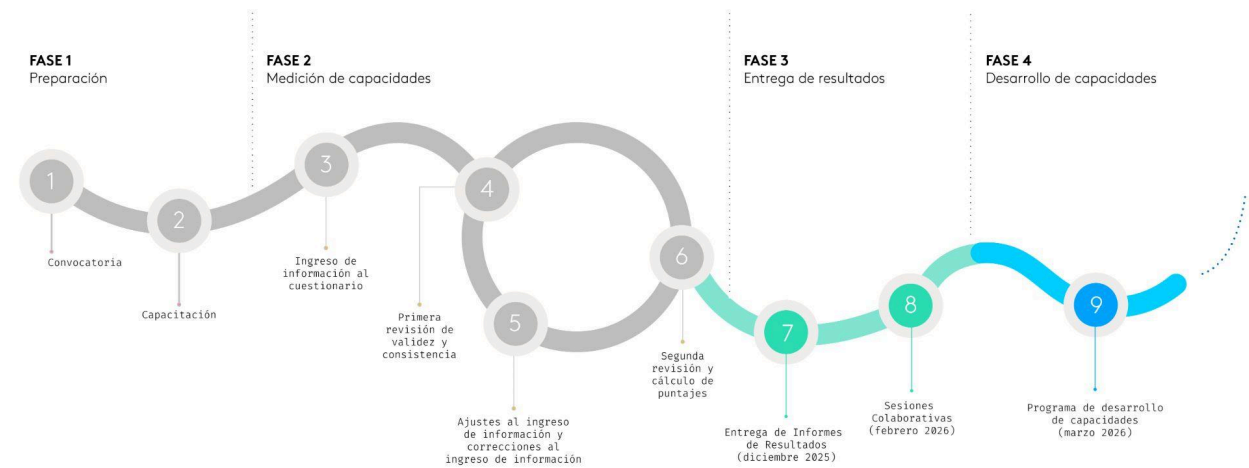 FASE 1
Preparación
FASE 2
Medición de capacidades
FASE 3
Entrega de resultados
FASE 4
Desarrollo de capacidades
1
Convocatoria
2
Capacitación
3
Ingreso de
información al
cuestionario
4
Primera
revisión de
validez y
consistencia
5
Ajustes al ingreso
de información y
correcciones al
ingreso de información
6
Segunda
revisión y
cálculo de
puntajes
7
Entrega de Informes
de Resultados
(diciembre 2025)
8
Sesiones
Colaborativas
(febrero 2026)
9
Programa de desarrollo
de capacidades
(marzo 2026)